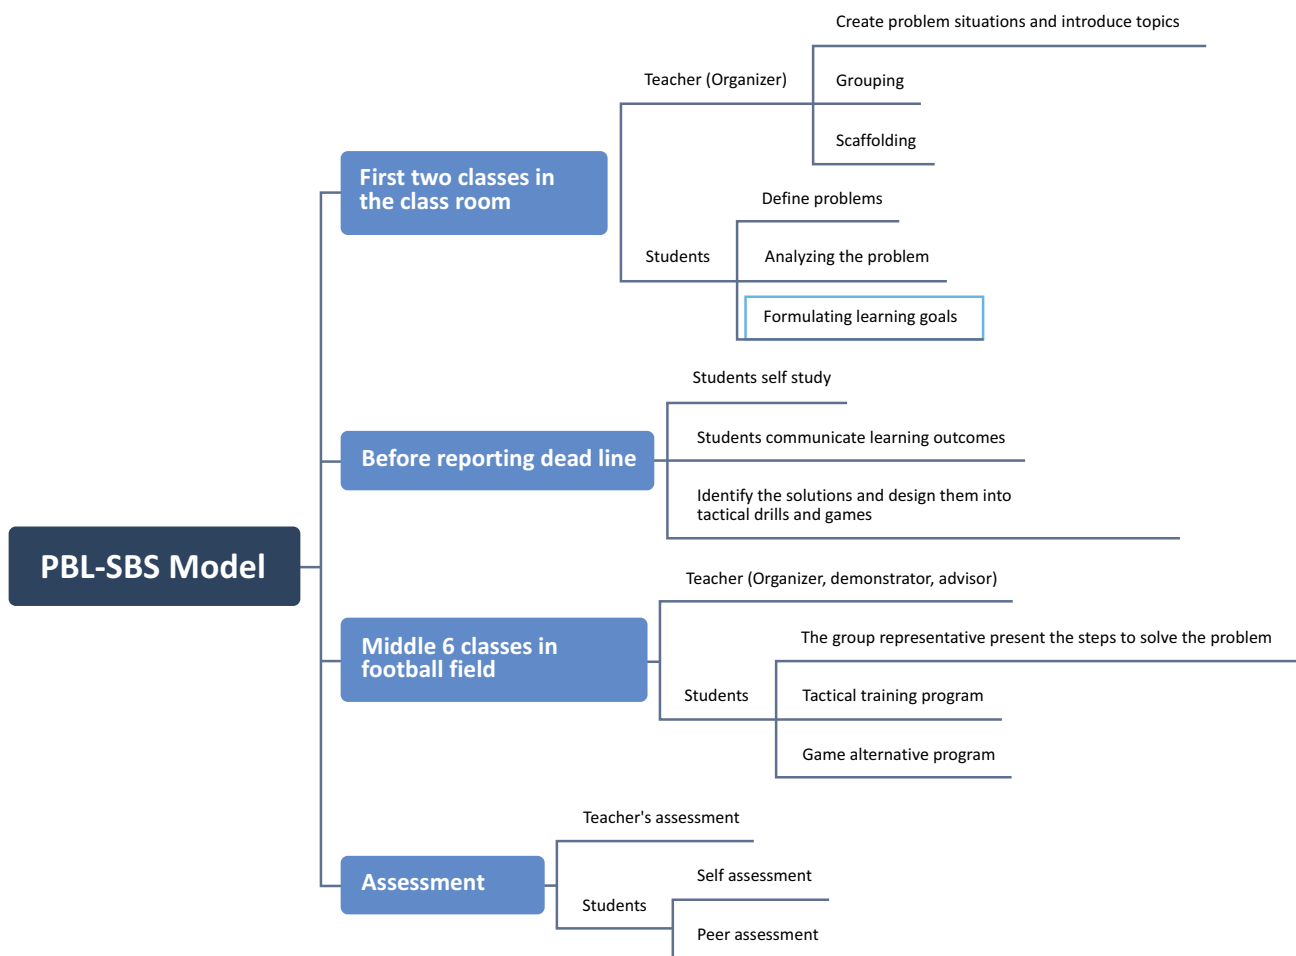 Create problem situations and introduce topics
Teacher (Organizer)
Grouping
Scaffolding
First two classes in
the class room
Define problems
Students
Analyzing the problem
Formulating learning goals
Students self study
Before reporting dead line
Students communicate learning outcomes
Identify the solutions and design them into
tactical drills and games
PBL-SBS Model
Teacher (Organizer, demonstrator, advisor)
Middle 6 classes in
football field
The group representative present the steps to solve the problem
Students
Tactical training program
Game alternative program
Teacher's assessment
Assessment
Self assessment
Students
Peer assessment